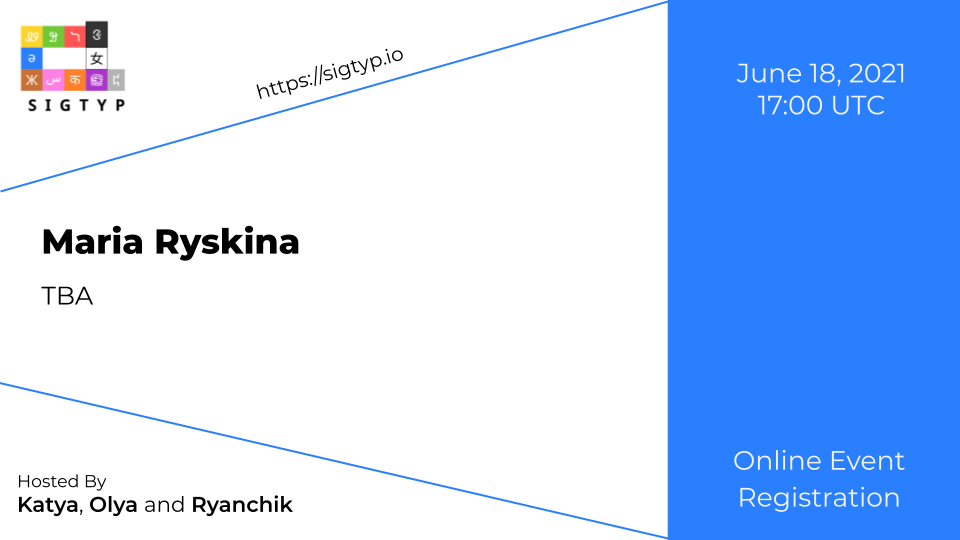 SIGTYP
https://sigtyp.io
June 18, 2021
17:00 UTC
Maria Ryskina
TBA
Hosted By
Katya, Olya and Ryanchik
Online Event
Registration